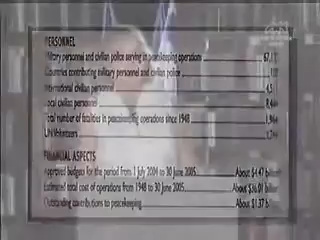 PERSONNEL
Military personnel and civilian police serving in peacekeeping operations
Countries contributing military personnel and civilian police
International civilian personnel
Local civilian personnel
Total number of fatalities in peacekeeping operations since 1948
UN Volunteers
FINANCIAL ASPECTS
Approved budgets for the period from 1 July 2004 to 30 June 2005 About $4.47 billion
Estimated total cost of operations from 1948 to 30 June 2005 About $36.01 billion
Outstanding contributions to peacekeeping About $1.37